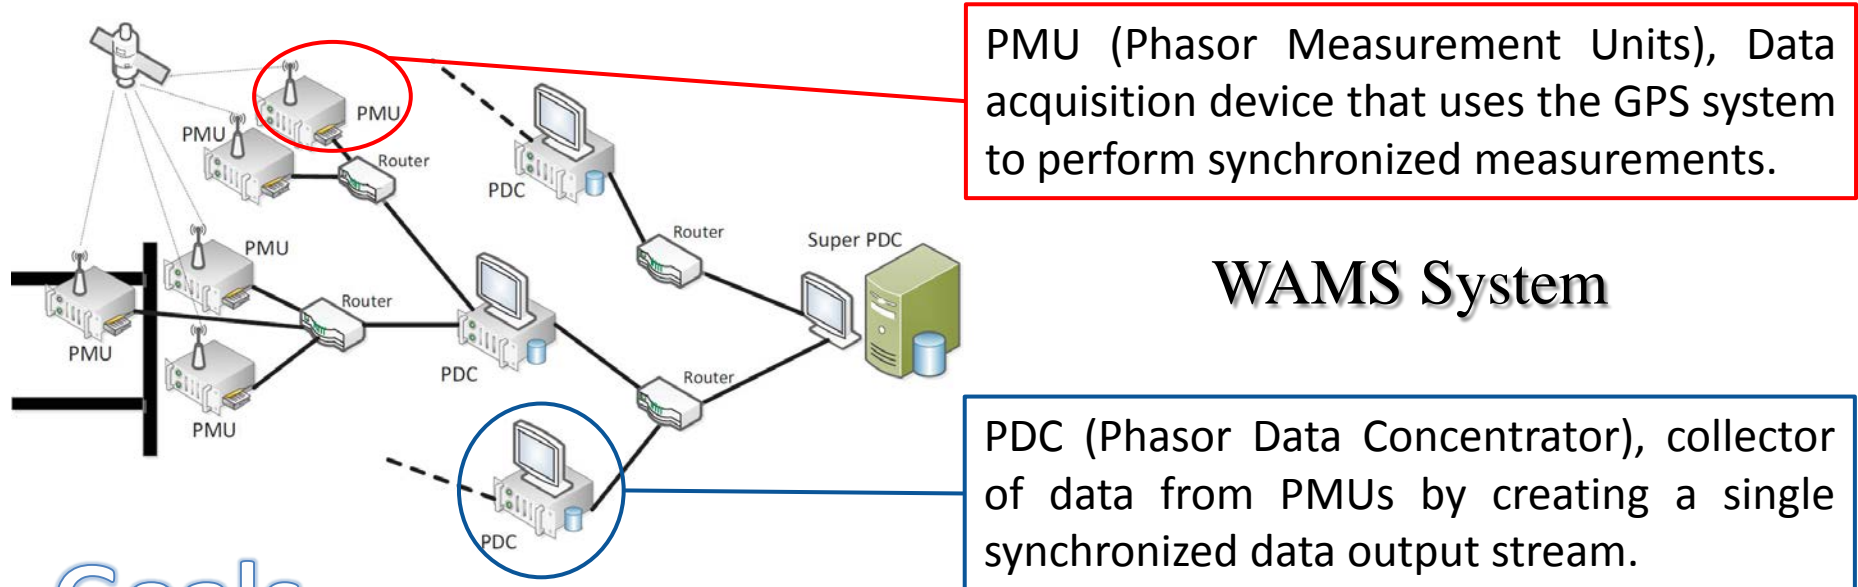 PMU (Phasor Measurement Units), Data
acquisition device that uses the GPS system
to perform synchronized measurements.
PMU
PMU
Router
PDC
PMU
Router
Super PDC
WAMS System
Router
PMU
PDC
Router
PMU
PDC
PDC (Phasor Data Concentrator), collector
of data from PMUs by creating a single
synchronized data output stream.
Goals